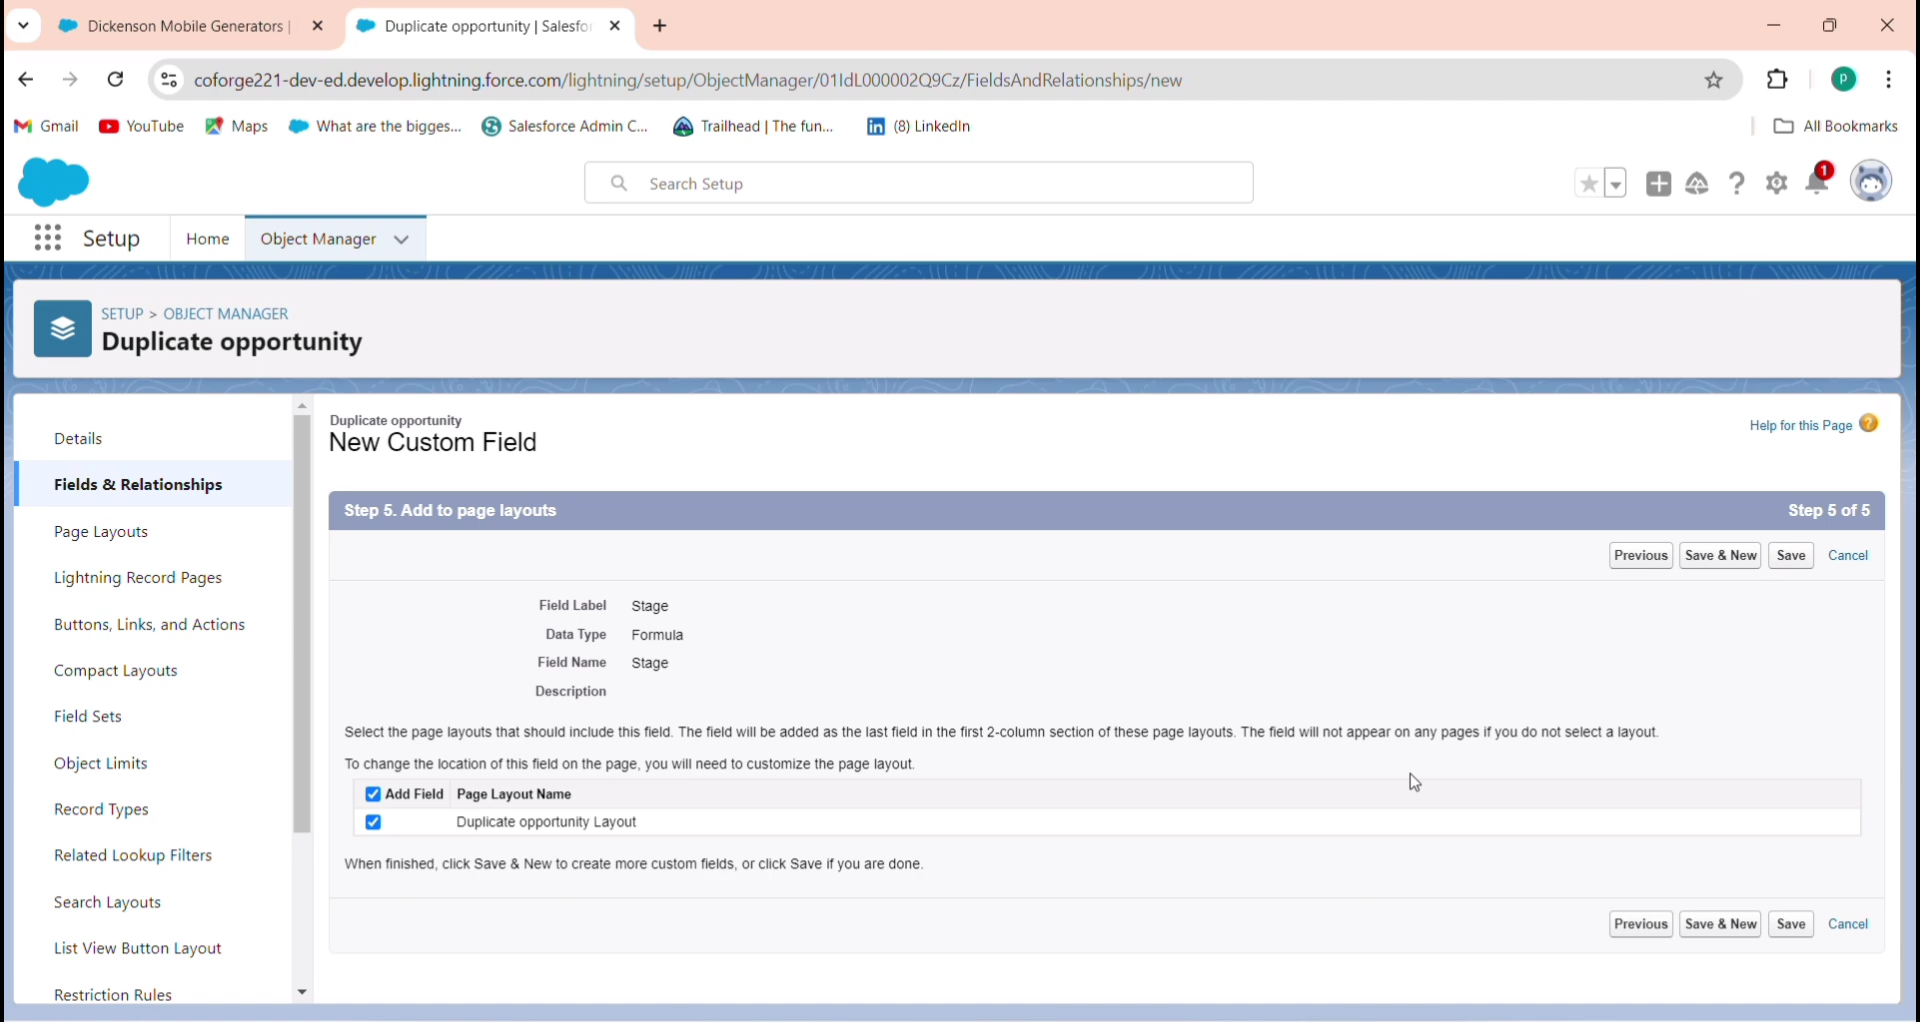 Dickenson Mobile Generators |
Duplicate opportunity | Salesfo
coforge221-dev-ed.develop.lightning.force.com/lightning/setup/ObjectManager/01IdL000002Q9Cz/FieldsAndRelationships/new
P
Gmail
YouTube
Maps
What are the bigges...
Salesforce Admin C...
Trailhead | The fun...
(8) LinkedIn
All Bookmarks
Search Setup
1
Setup
Home
Object Manager
SETUP > OBJECT MANAGER
Duplicate opportunity
Details
Fields & Relationships
Page Layouts
Lightning Record Pages
Buttons, Links, and Actions
Compact Layouts
Field Sets
Object Limits
Record Types
Related Lookup Filters
Search Layouts
List View Button Layout
Restriction Rules
Duplicate opportunity
New Custom Field
Help for this Page ?
Step 5. Add to page layouts
Step 5 of 5
Previous Save & New Save Cancel
Field Label Stage
Data Type Formula
Field Name Stage
Description
Select the page layouts that should include this field. The field will be added as the last field in the first 2-column section of these page layouts. The field will not appear on any pages if you do not select a layout.
To change the location of this field on the page, you will need to customize the page layout.
Add Field Page Layout Name
Duplicate opportunity Layout
When finished, click Save & New to create more custom fields, or click Save if you are done.
Previous Save & New Save Cancel